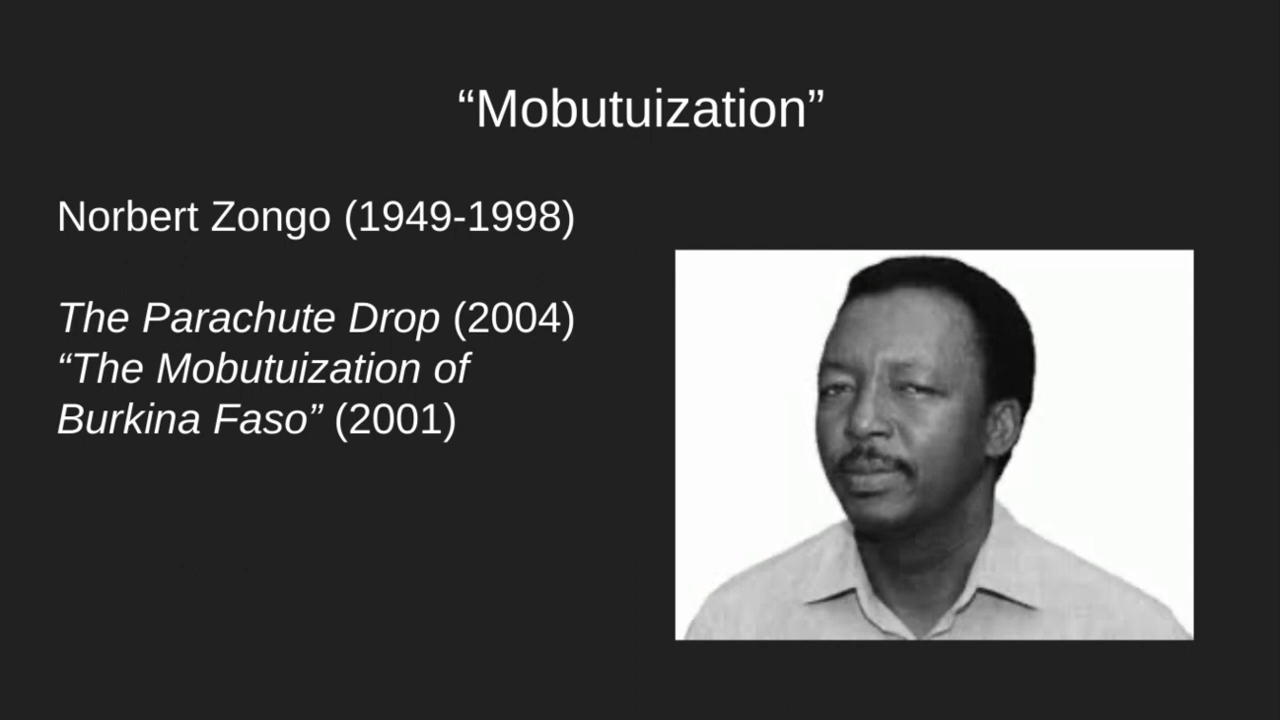 “Mobutuization”
Norbert Zongo (1949-1998)
The Parachute Drop (2004)
“The Mobutuization of
Burkina Faso” (2001)